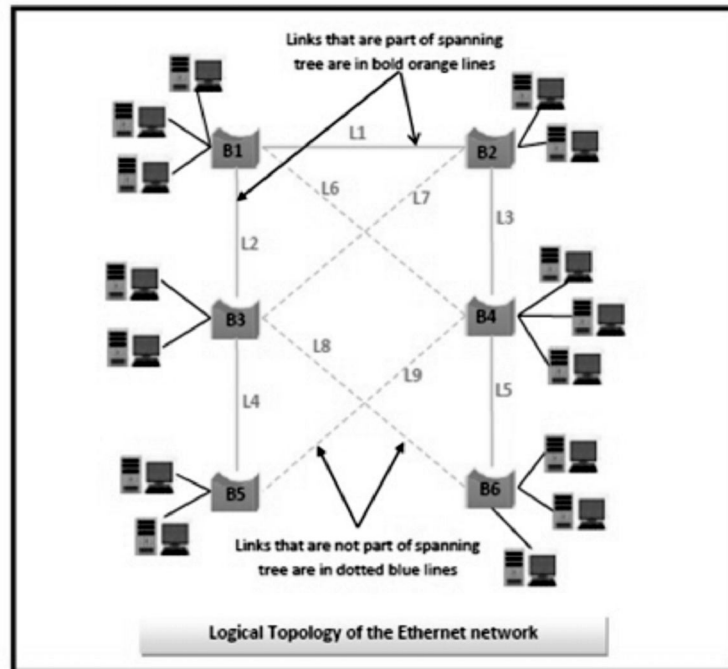 Links that are part of spanning
tree are in bold orange lines
B1
L1
B2
L6
L7
L2
L3
B3
B4
L8
L9
L4
L5
B5
B6
Links that are not part of spanning
tree are in dotted blue lines
Logical Topology of the Ethernet network